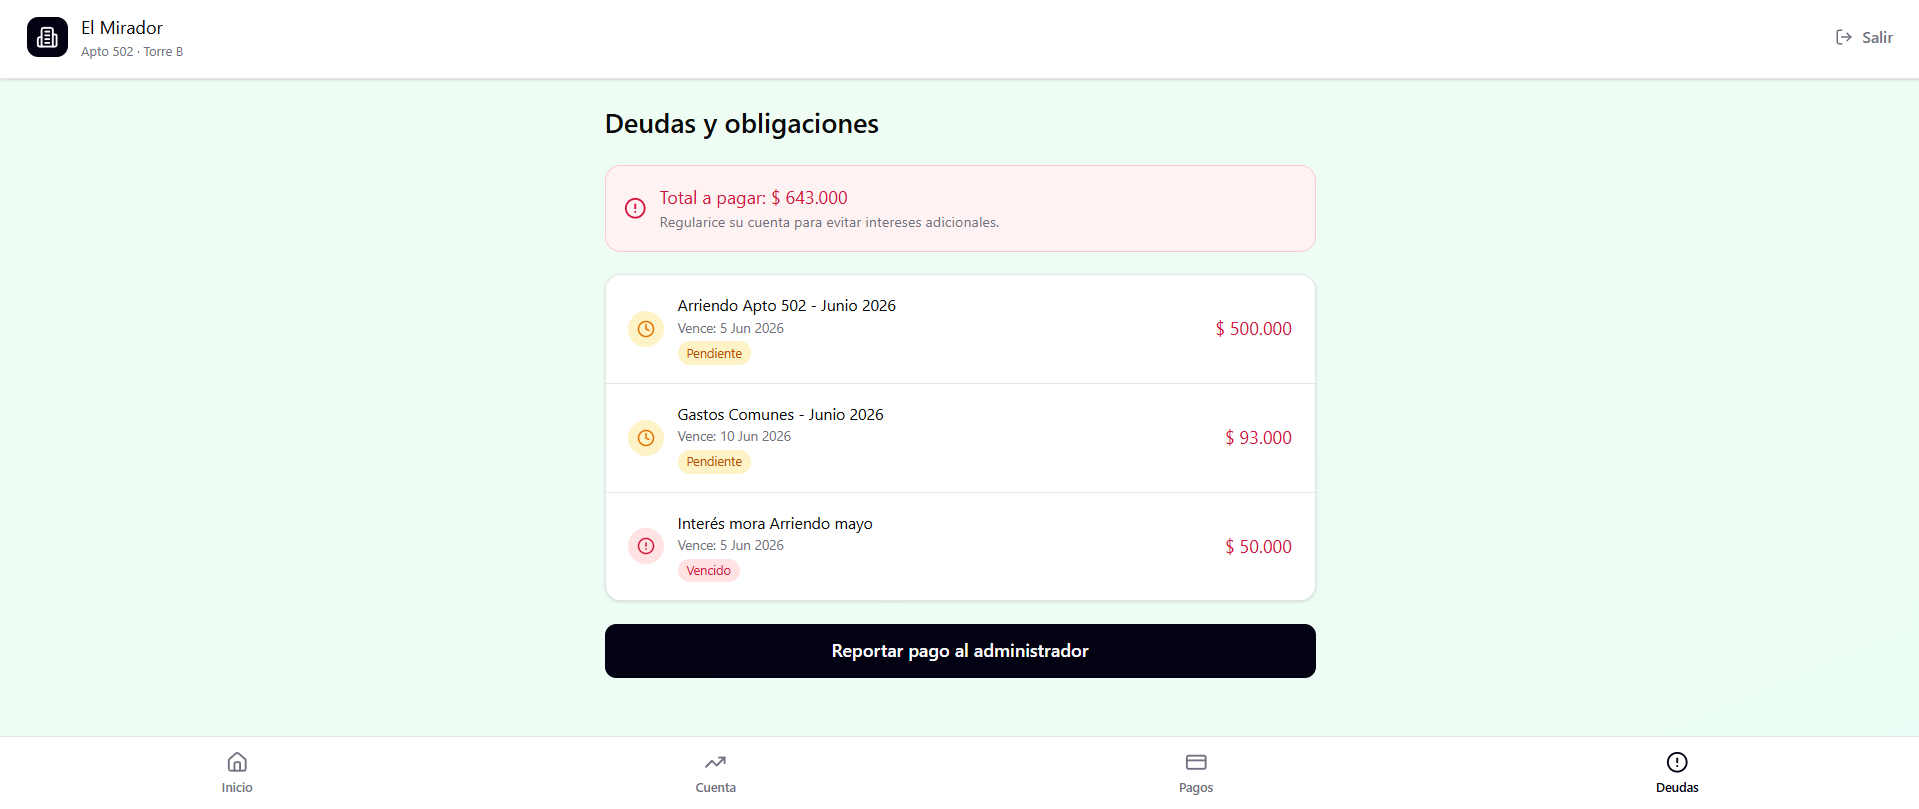 El Mirador
Apto 502 · Torre B
Salir
Deudas y obligaciones
Total a pagar: $ 643.000
Regularice su cuenta para evitar intereses adicionales.
Arriendo Apto 502 - Junio 2026
Vence: 5 Jun 2026
Pendiente
$ 500.000
Gastos Comunes - Junio 2026
Vence: 10 Jun 2026
Pendiente
$ 93.000
Interés mora Arriendo mayo
Vence: 5 Jun 2026
Vencido
$ 50.000
Reportar pago al administrador
Inicio
Cuenta
Pagos
Deudas